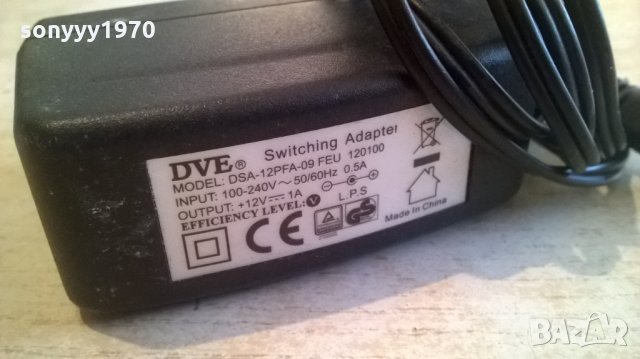 sonyyy1970
DVE® Switching Adapter
MODEL: DSA-12PFA-09 FEU 120100
INPUT: 100-240V~50/60Hz 0.5A
OUTPUT: +12V⎓1A
L.P.S
EFFICIENCY LEVEL: V
CE
GS
Made In China
BAZAR